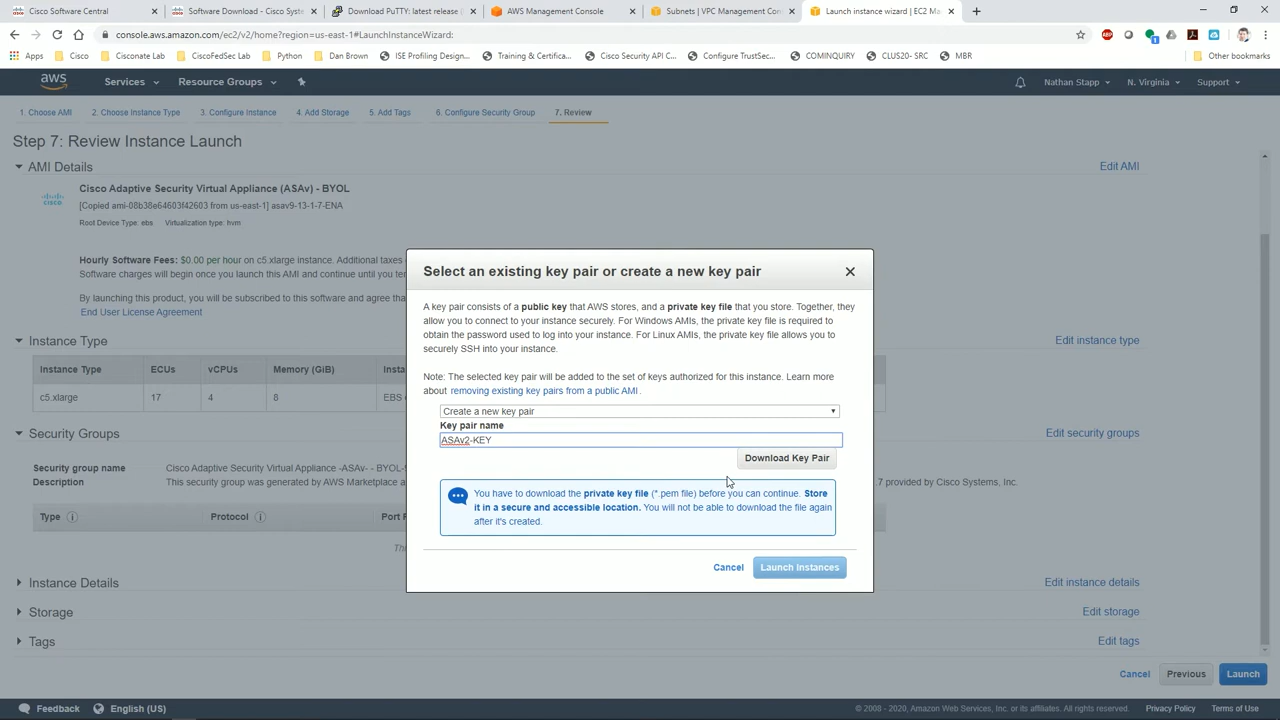 Cisco Software Central
Software Download - Cisco Syste
Download PuTTY: latest release (
AWS Management Console
Subnets | VPC Management Con
Launch instance wizard | EC2 Ma
console.aws.amazon.com/ec2/v2/home?region=us-east-1#LaunchInstanceWizard:
Apps
Cisco
Cisconate Lab
CiscoFedSec Lab
Python
Dan Brown
ISE Profiling Design...
Training & Certifica...
Cisco Security API C...
Configure TrustSec...
COMINQUIRY
CLUS20- SRC
MBR
Other bookmarks
aws
Services
Resource Groups
Nathan Stapp
N. Virginia
Support
1. Choose AMI
2. Choose Instance Type
3. Configure Instance
4. Add Storage
5. Add Tags
6. Configure Security Group
7. Review
Step 7: Review Instance Launch
AMI Details
Edit AMI
CISCO
Cisco Adaptive Security Virtual Appliance (ASAv) - BYOL
[Copied ami-08b38e64603f42603 from us-east-1] asav9-13-1-7-ENA
Root Device Type: ebs Virtualization type: hvm
Hourly Software Fees: $0.00 per hour on c5.xlarge instance. Additional taxes
Software charges will begin once you launch this AMI and continue until you ter
By launching this product, you will be subscribed to this software and agree tha
End User License Agreement
Instance Type
Edit instance type
Instance Type
ECUs
vCPUs
Memory (GiB)
Insta
c5.xlarge
17
4
8
EBS
Security Groups
Edit security groups
Security group name
Cisco Adaptive Security Virtual Appliance -ASAv- -BYOL-
Description
This security group was generated by AWS Marketplace a
.7 provided by Cisco Systems, Inc.
Type
Protocol
Port
Thi
Instance Details
Edit instance details
Storage
Edit storage
Tags
Edit tags
Select an existing key pair or create a new key pair
A key pair consists of a public key that AWS stores, and a private key file that you store. Together, they
allow you to connect to your instance securely. For Windows AMIs, the private key file is required to
obtain the password used to log into your instance. For Linux AMIs, the private key file allows you to
securely SSH into your instance.
Note: The selected key pair will be added to the set of keys authorized for this instance. Learn more
about removing existing key pairs from a public AMI .
Create a new key pair
Key pair name
ASAv2-KEY
Download Key Pair
You have to download the private key file (*.pem file) before you can continue. Store
it in a secure and accessible location. You will not be able to download the file again
after it's created.
Cancel
Launch Instances
Cancel
Previous
Launch
Feedback
English (US)
© 2008 - 2020, Amazon Web Services, Inc. or its affiliates. All rights reserved.
Privacy Policy
Terms of Use